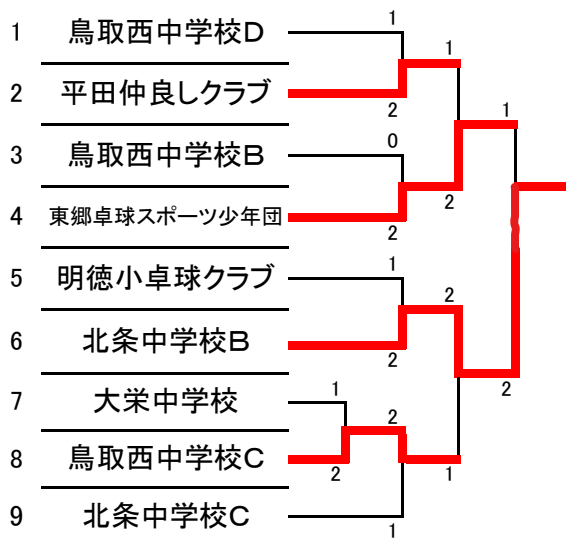 1 鳥取西中学校D 1
1
2 平田仲良しクラブ 2
1
3 鳥取西中学校B 0
4 東郷卓球スポーツ少年団 2
2
5 明徳小卓球クラブ 1
2
6 北条中学校B 2
2
7 大栄中学校 1
2
8 鳥取西中学校C 2
1
9 北条中学校C 1